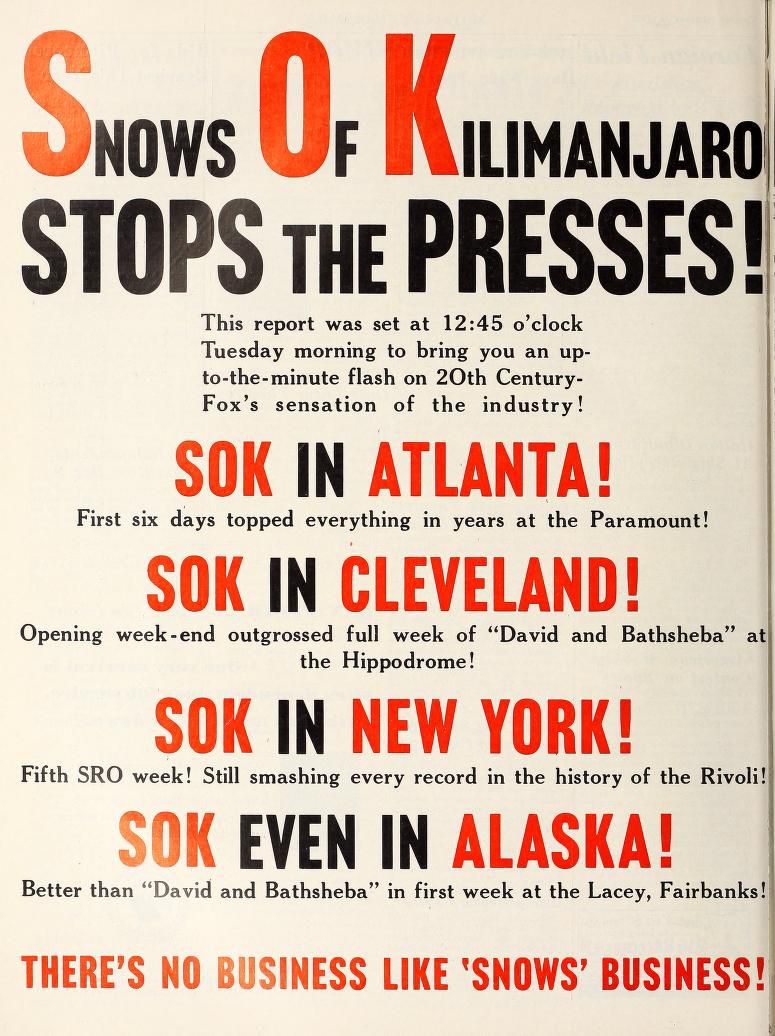 SNOWS OF KILIMANJARO
STOPS THE PRESSES!
This report was set at 12:45 o'clock
Tuesday morning to bring you an up-
to-the-minute flash on 20th Century-
Fox's sensation of the industry!
SOK IN ATLANTA!
First six days topped everything in years at the Paramount!
SOK IN CLEVELAND!
Opening week-end outgrossed full week of “David and Bathsheba” at
the Hippodrome!
SOK IN NEW YORK!
Fifth SRO week! Still smashing every record in the history of the Rivoli!
SOK EVEN IN ALASKA!
Better than “David and Bathsheba” in first week at the Lacey, Fairbanks!
THERE'S NO BUSINESS LIKE ‛SNOWS’ BUSINESS!